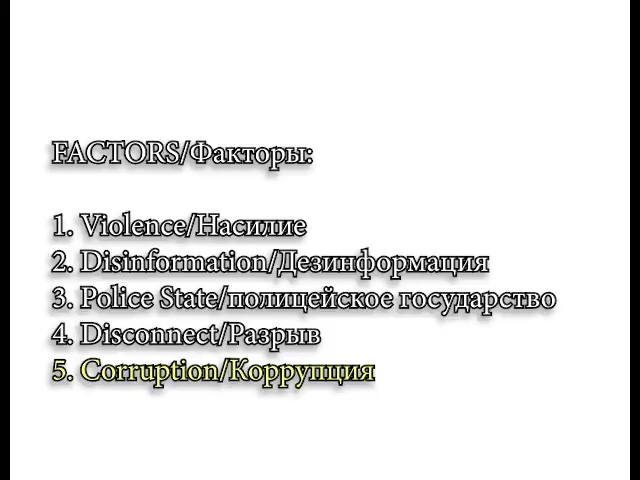 FACTORS/Факторы:
1. Violence/Насилие
2. Disinformation/Дезинформация
3. Police State/полицейское государство
4. Disconnect/Разрыв
5. Corruption/Коррупция